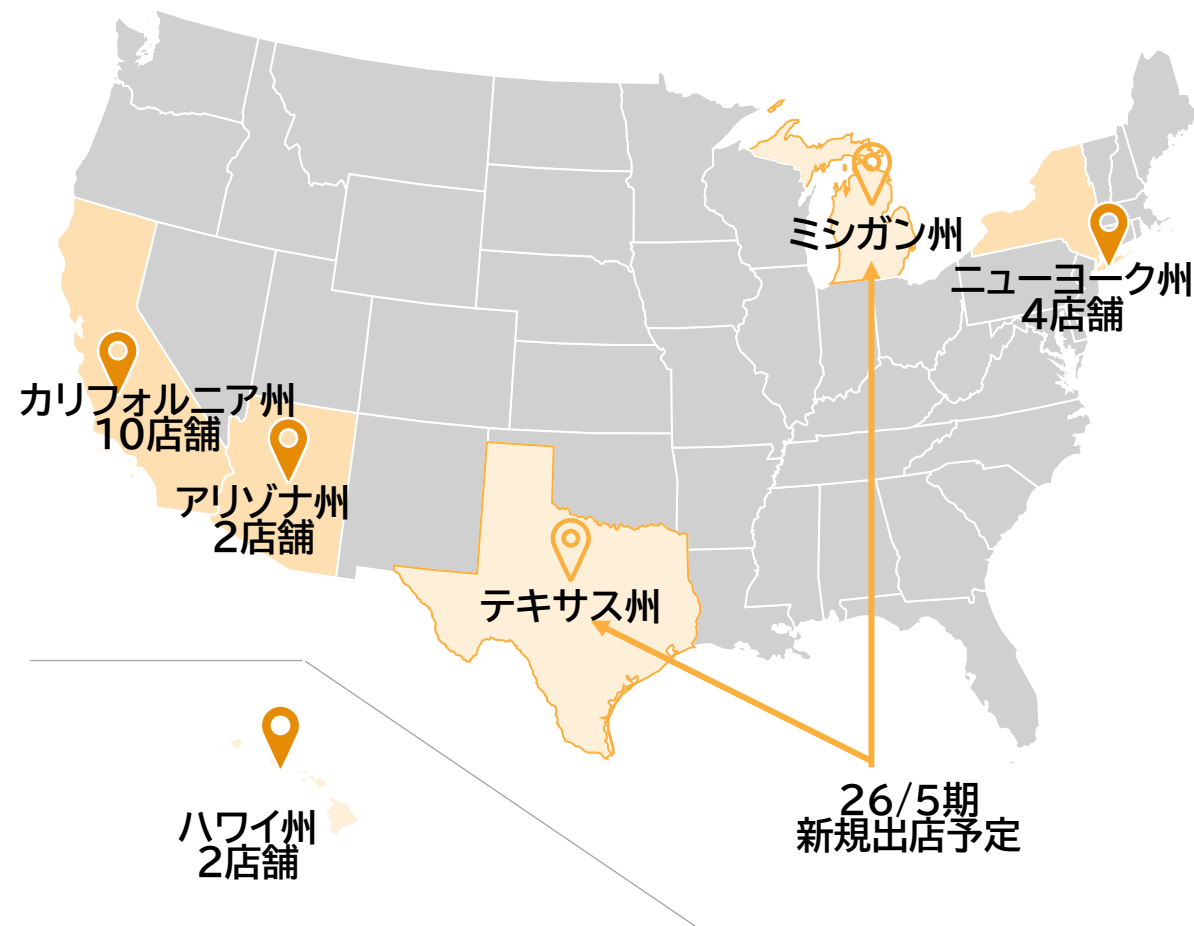 ミシガン州
ニューヨーク州
4店舗
カリフォルニア州
10店舗
アリゾナ州
2店舗
テキサス州
26/5期
新規出店予定
ハワイ州
2店舗